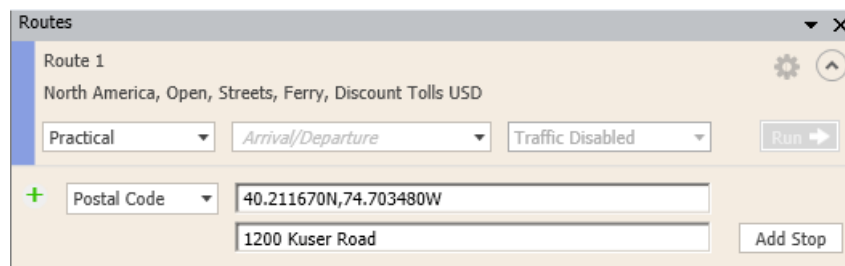 Routes
Route 1
North America, Open, Streets, Ferry, Discount Tolls USD
Practical Arrival/Departure Traffic Disabled Run
Postal Code 40.211670N,74.703480W
1200 Kuser Road Add Stop